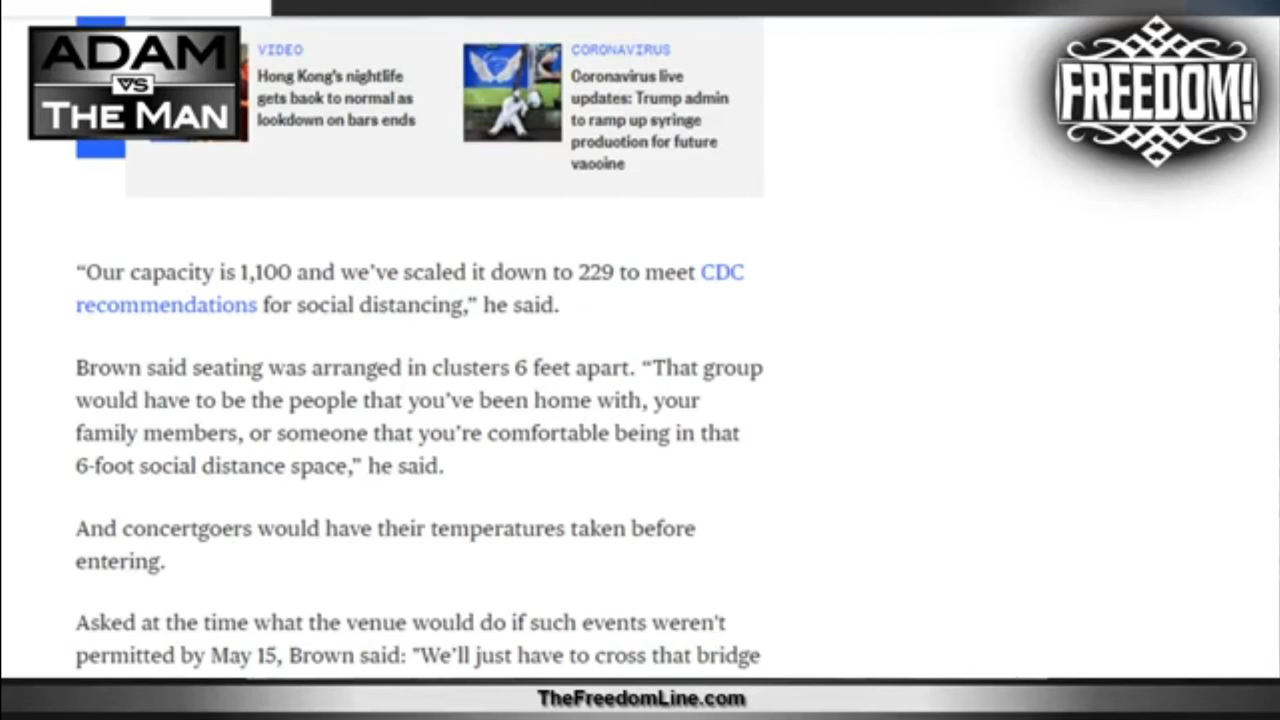 ADAM
VS
THE MAN
VIDEO
Hong Kong's nightlife
gets back to normal as
lookdown on bars ends
CORONAVIRUS
Coronavirus live
updates: Trump admin
to ramp up syringe
production for future
vaccine
FREEDOM!
“Our capacity is 1,100 and we’ve scaled it down to 229 to meet CDC
recommendations for social distancing,” he said.
Brown said seating was arranged in clusters 6 feet apart. “That group
would have to be the people that you’ve been home with, your
family members, or someone that you’re comfortable being in that
6-foot social distance space,” he said.
And concertgoers would have their temperatures taken before
entering.
Asked at the time what the venue would do if such events weren't
permitted by May 15, Brown said: "We’ll just have to cross that bridge
TheFreedomLine.com